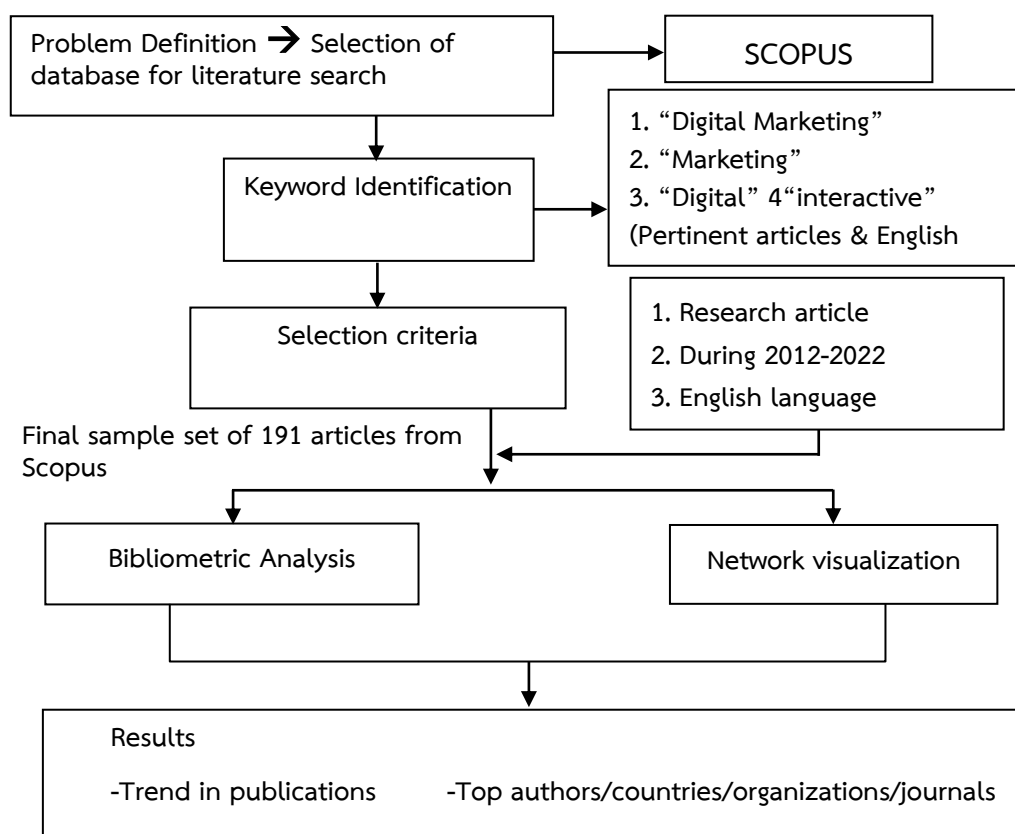 Problem Definition → Selection of
database for literature search
SCOPUS
1. “Digital Marketing”
2. “Marketing”
3. “Digital” 4“interactive”
(Pertinent articles & English
Keyword Identification
Selection criteria
1. Research article
2. During 2012-2022
3. English language
Final sample set of 191 articles from
Scopus
Bibliometric Analysis
Network visualization
Results
-Trend in publications -Top authors/countries/organizations/journals